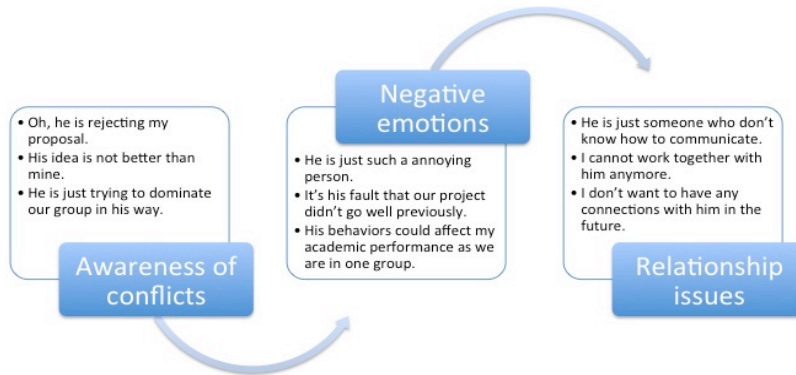 • Oh, he is rejecting my
proposal.
• His idea is not better than
mine.
• He is just trying to dominate
our group in his way.
Awareness of
conflicts
Negative
emotions
• He is just such a annoying
person.
• It's his fault that our project
didn't go well previously.
• His behaviors could affect my
academic performance as we
are in one group.
• He is just someone who don't
know how to communicate.
• I cannot work together with
him anymore.
• I don't want to have any
connections with him in the
future.
Relationship
issues